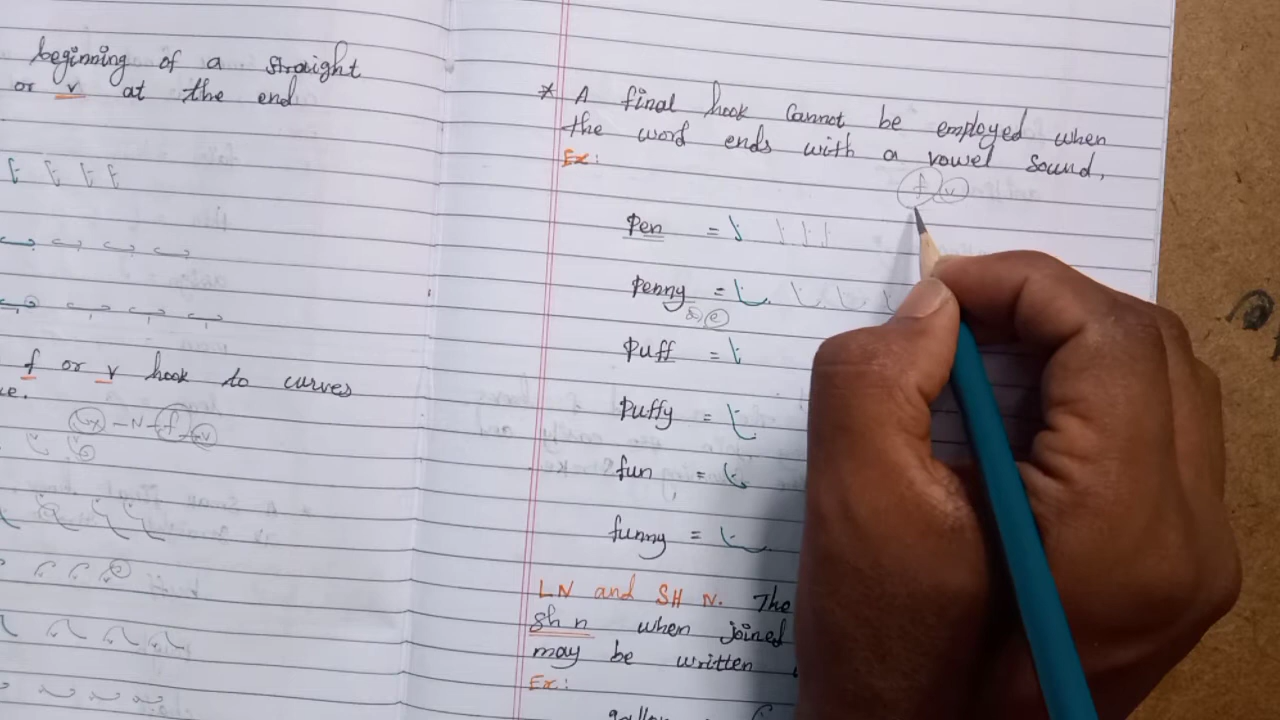 beginning of a straight
or v at the end
f or v hook to curves
- N - f v
* A final hook cannot be employed when
the word ends with a vowel sound,
Ex:
f v
Pen =
Penny =
e
Puff =
Puffy =
fun =
funny =
LN and SH N. The
sh n when joined
may be written
Ex: